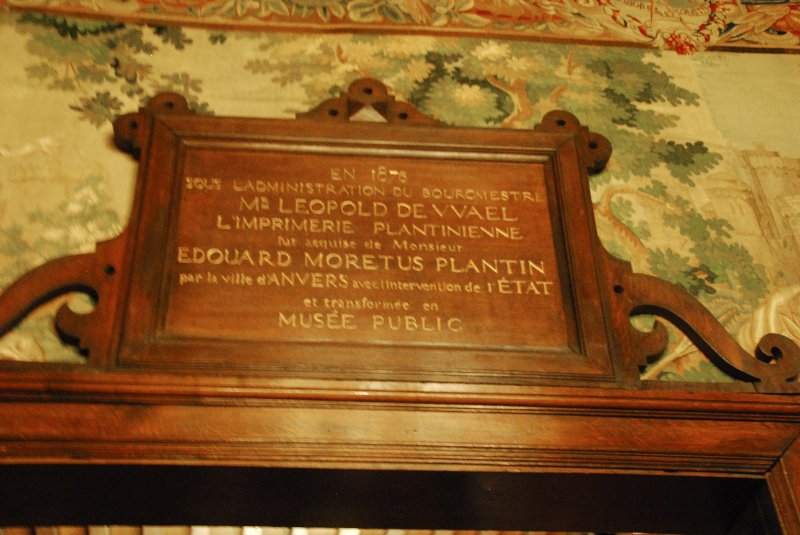 EN 1876
SOUS L'ADMINISTRATION DU BOURGMESTRE
MR LEOPOLD DE WAEL
L'IMPRIMERIE PLANTINIENNE
fut acquise de Monsieur
EDOUARD MORETUS PLANTIN
par la ville d'ANVERS avec l'intervention de l'ÉTAT
et transformée en
MUSÉE PUBLIC